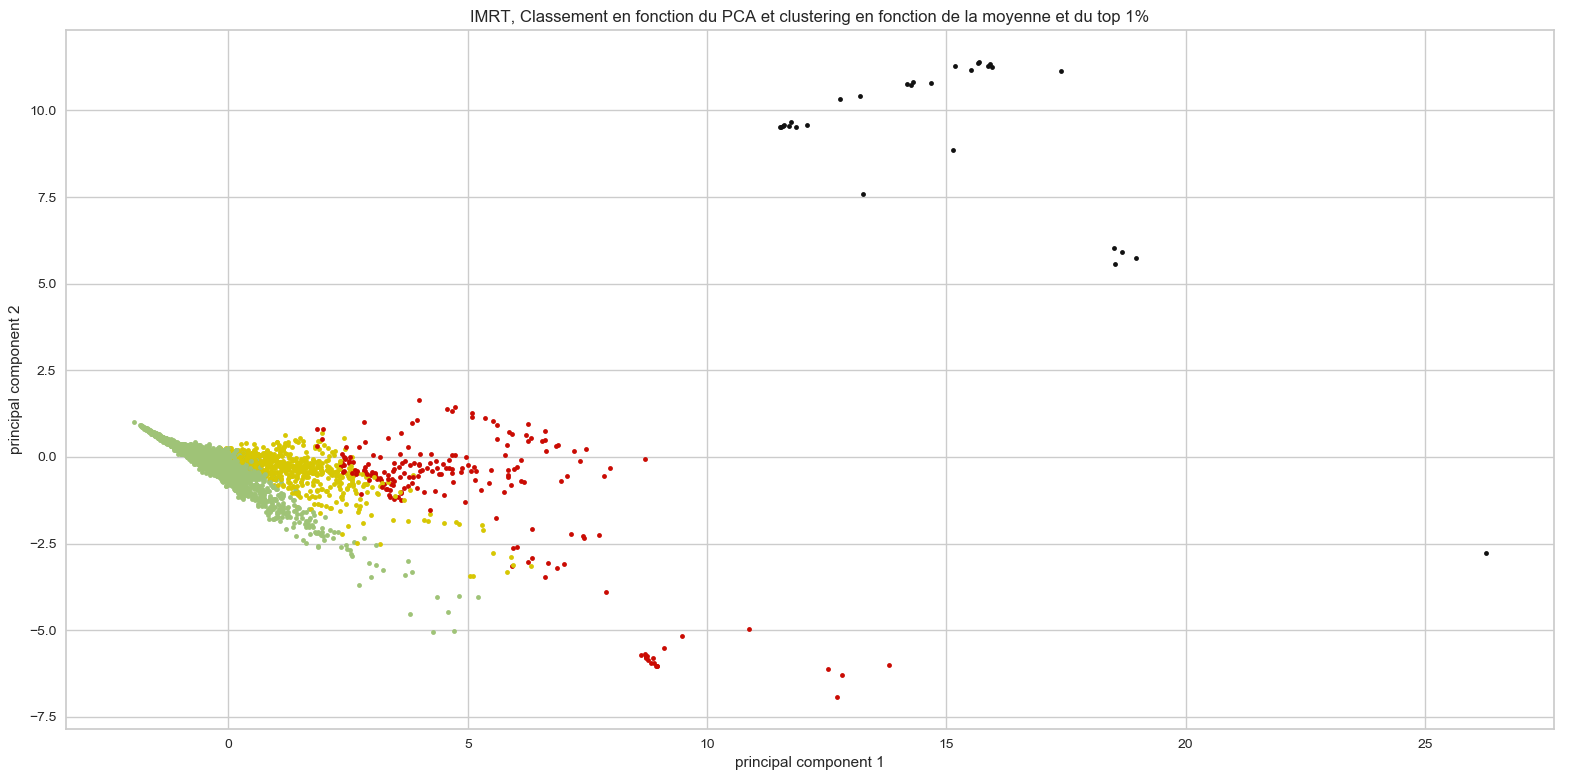 IMRT, Classement en fonction du PCA et clustering en fonction de la moyenne et du top 1%
principal component 2
10.0
7.5
5.0
2.5
0.0
−2.5
−5.0
−7.5
0 5 10 15 20 25
principal component 1